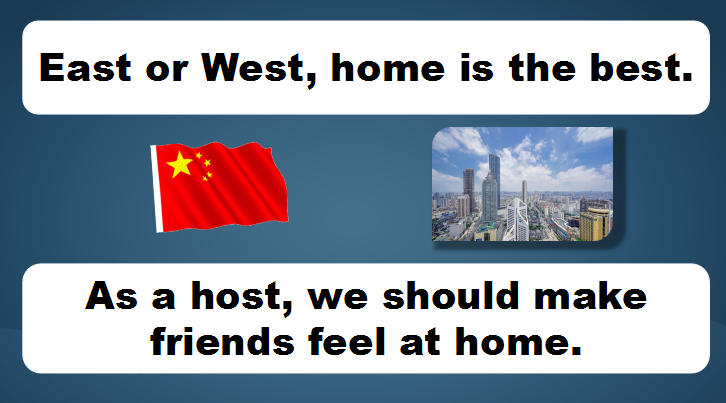 East or West, home is the best.
As a host, we should make
friends feel at home.